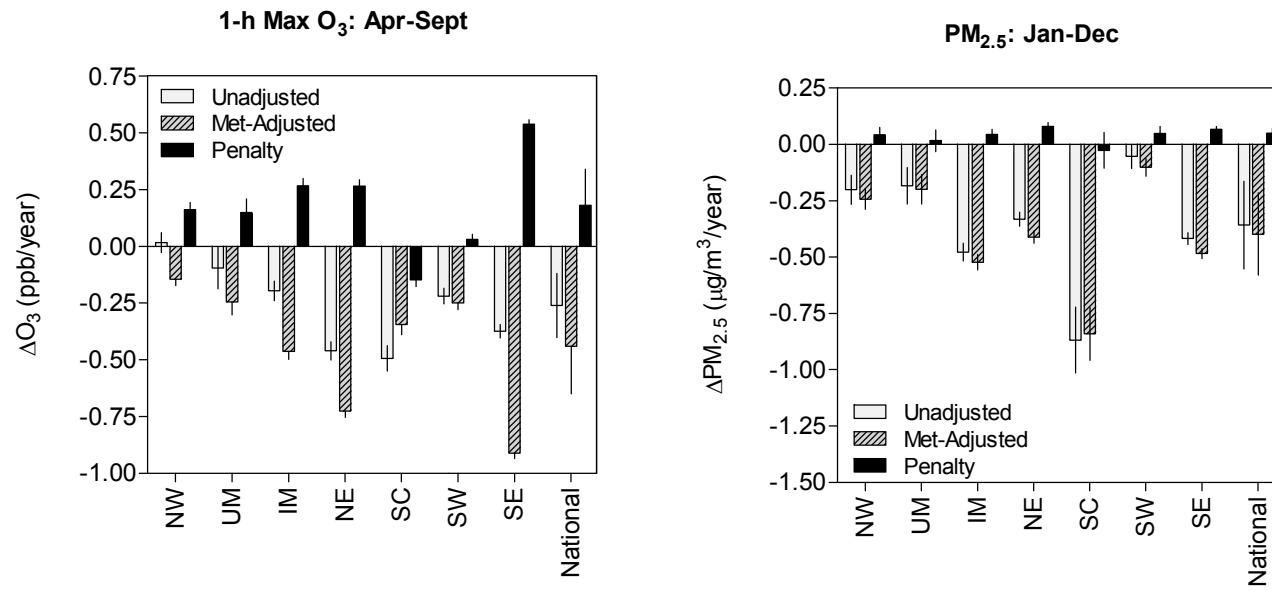 1-h Max O3: Apr-Sept
ΔO3 (ppb/year)
0.75
0.50
0.25
0.00
-0.25
-0.50
-0.75
-1.00
Unadjusted
Met-Adjusted
Penalty
NW
UM
IM
NE
SC
SW
SE
National
PM2.5: Jan-Dec
ΔPM2.5 (μg/m3/year)
0.25
0.00
-0.25
-0.50
-0.75
-1.00
-1.25
-1.50
Unadjusted
Met-Adjusted
Penalty
NW
UM
IM
NE
SC
SW
SE
National